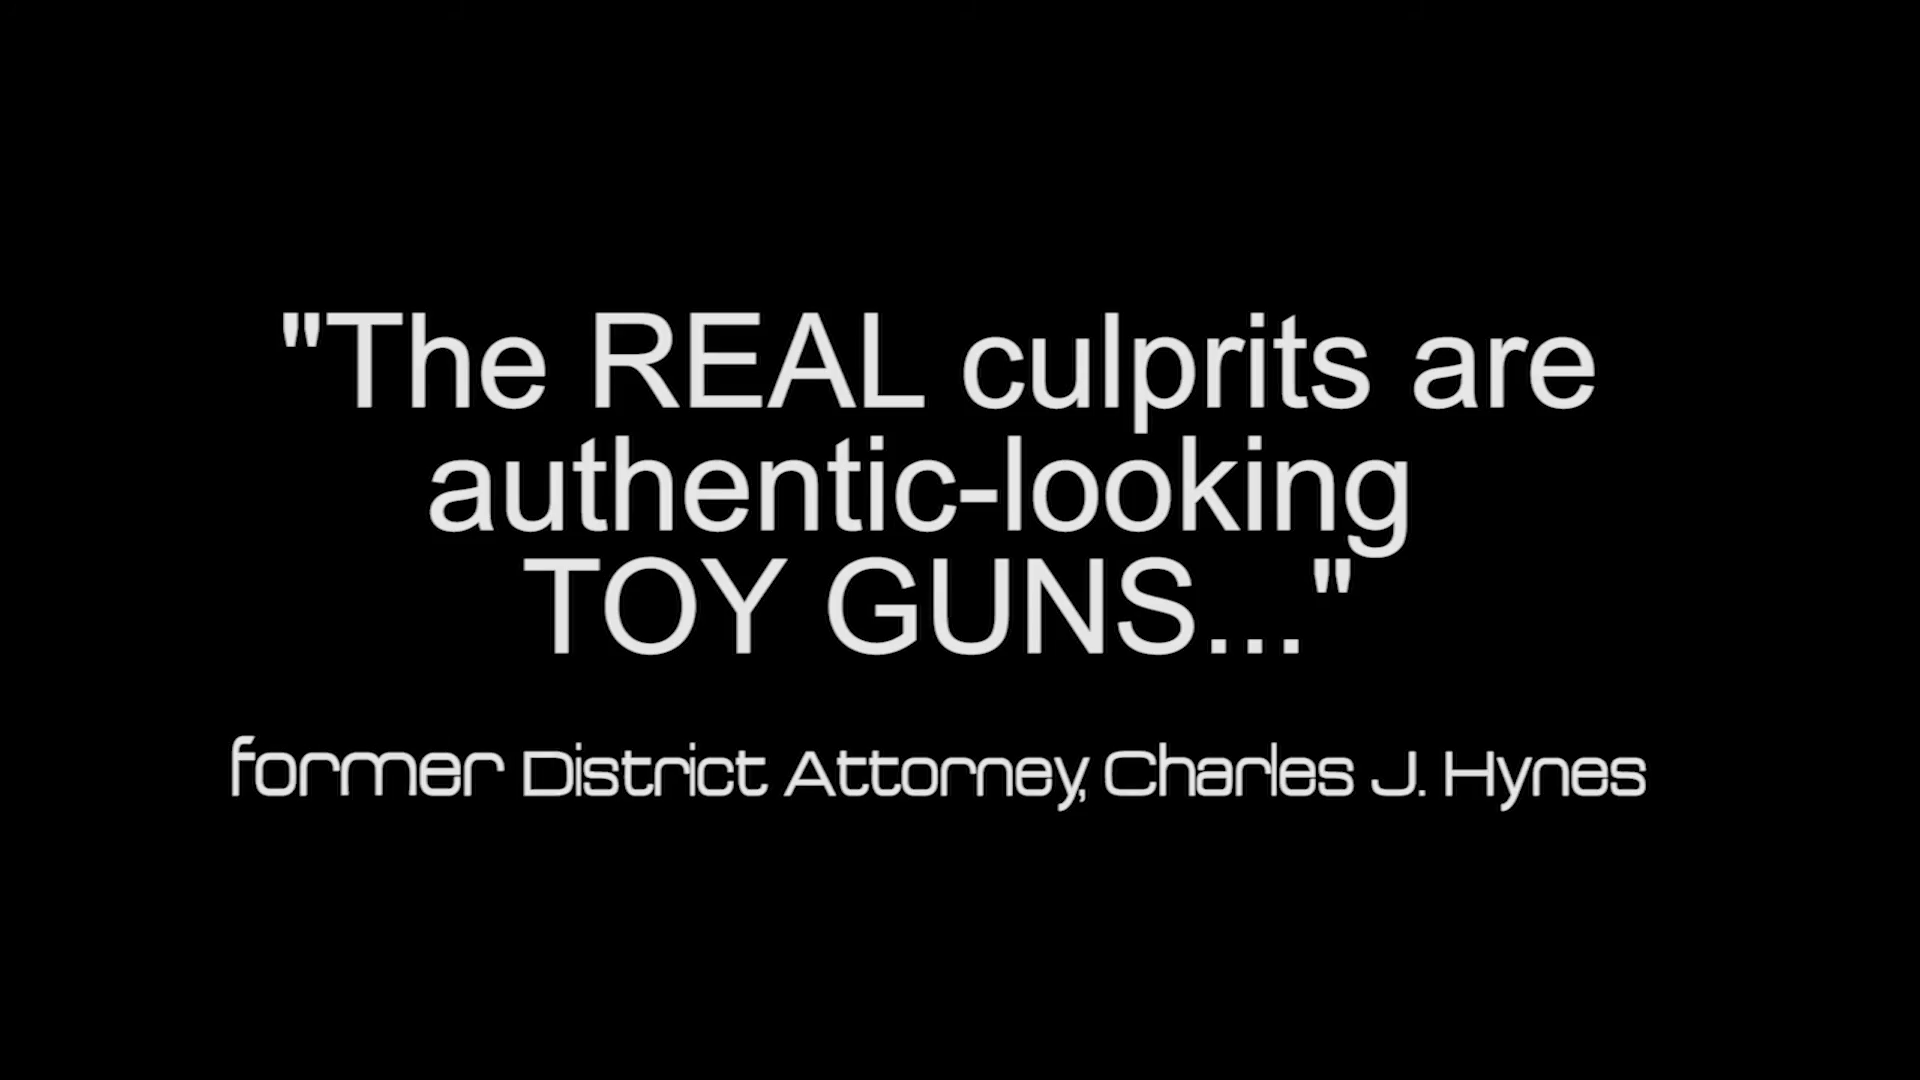 "The REAL culprits are
authentic-looking
TOY GUNS..."
former District Attorney, Charles J. Hynes